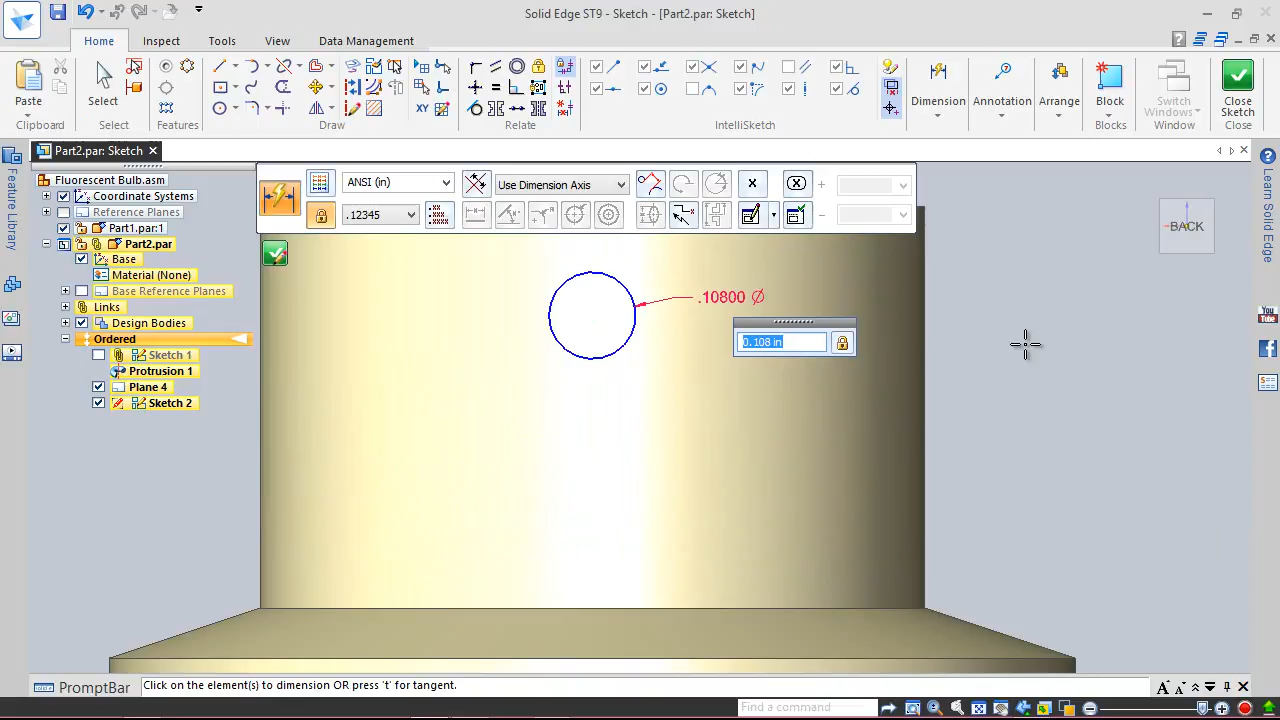 Solid Edge ST9 - Sketch - [Part2.par: Sketch]
Home
Inspect
Tools
View
Data Management
Paste
Select
Dimension
Annotation
Arrange
Block
Switch
Windows
Close
Sketch
Clipboard
Select
Features
Draw
Relate
IntelliSketch
Blocks
Window
Close
Part2.par: Sketch
Feature Library
Fluorescent Bulb.asm
Coordinate Systems
Reference Planes
Part1.par:1
Part2.par
Base
Material (None)
Base Reference Planes
Links
Design Bodies
Ordered
Sketch 1
Protrusion 1
Plane 4
Sketch 2
ANSI (in)
Use Dimension Axis
x
.12345
.10800 Ø
0.108 in
BACK
Learn Solid Edge
You
Tube
PromptBar
Click on the element(s) to dimension OR press 't' for tangent.
Find a command